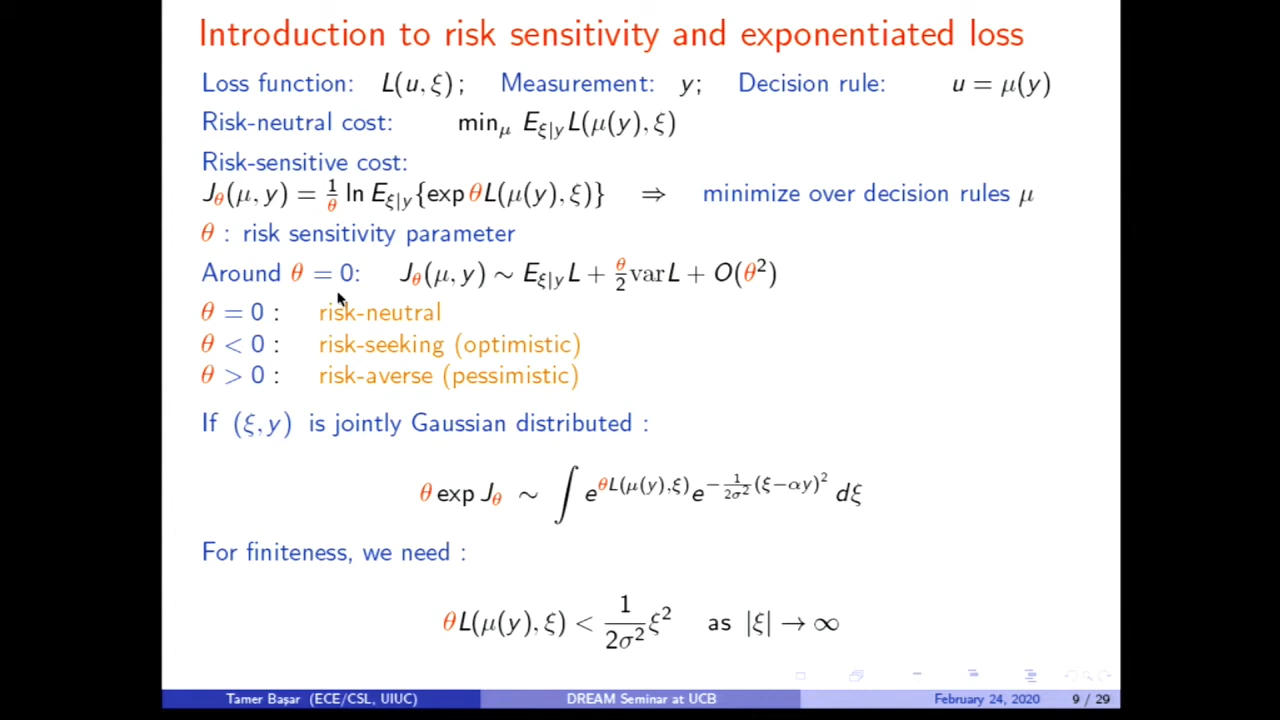 Introduction to risk sensitivity and exponentiated loss
Loss function: L(u, ξ) ; Measurement: y; Decision rule: u = μ(y)
Risk-neutral cost: min_μ E_{ξ|y} L(μ(y), ξ)
Risk-sensitive cost:
J_θ(μ, y) = 1/θ ln E_{ξ|y}{exp θL(μ(y), ξ)} ⇒ minimize over decision rules μ
θ : risk sensitivity parameter
Around θ = 0: J_θ(μ, y) ∼ E_{ξ|y} L + θ/2 var L + O(θ²)
θ = 0 : risk-neutral
θ < 0 : risk-seeking (optimistic)
θ > 0 : risk-averse (pessimistic)
If (ξ, y) is jointly Gaussian distributed :
θ exp J_θ ∼ ∫ e^{θL(μ(y),ξ)} e^{−1/(2σ²) (ξ−αy)²} dξ
For finiteness, we need :
θL(μ(y), ξ) < 1/(2σ²) ξ² as |ξ| → ∞
Tamer Başar (ECE/CSL, UIUC) DREAM Seminar at UCB February 24, 2020 9 / 29